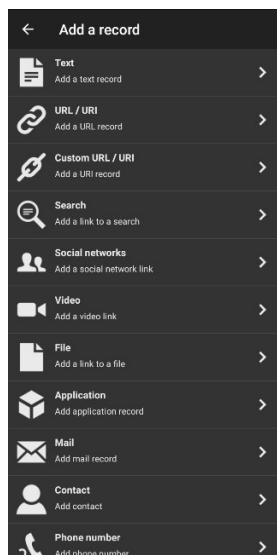 Add a record
Text
Add a text record
URL / URI
Add a URL record
Custom URL / URI
Add a URI record
Search
Add a link to a search
Social networks
Add a social network link
Video
Add a video link
File
Add a link to a file
Application
Add application record
Mail
Add mail record
Contact
Add contact
Phone number
Add phone number